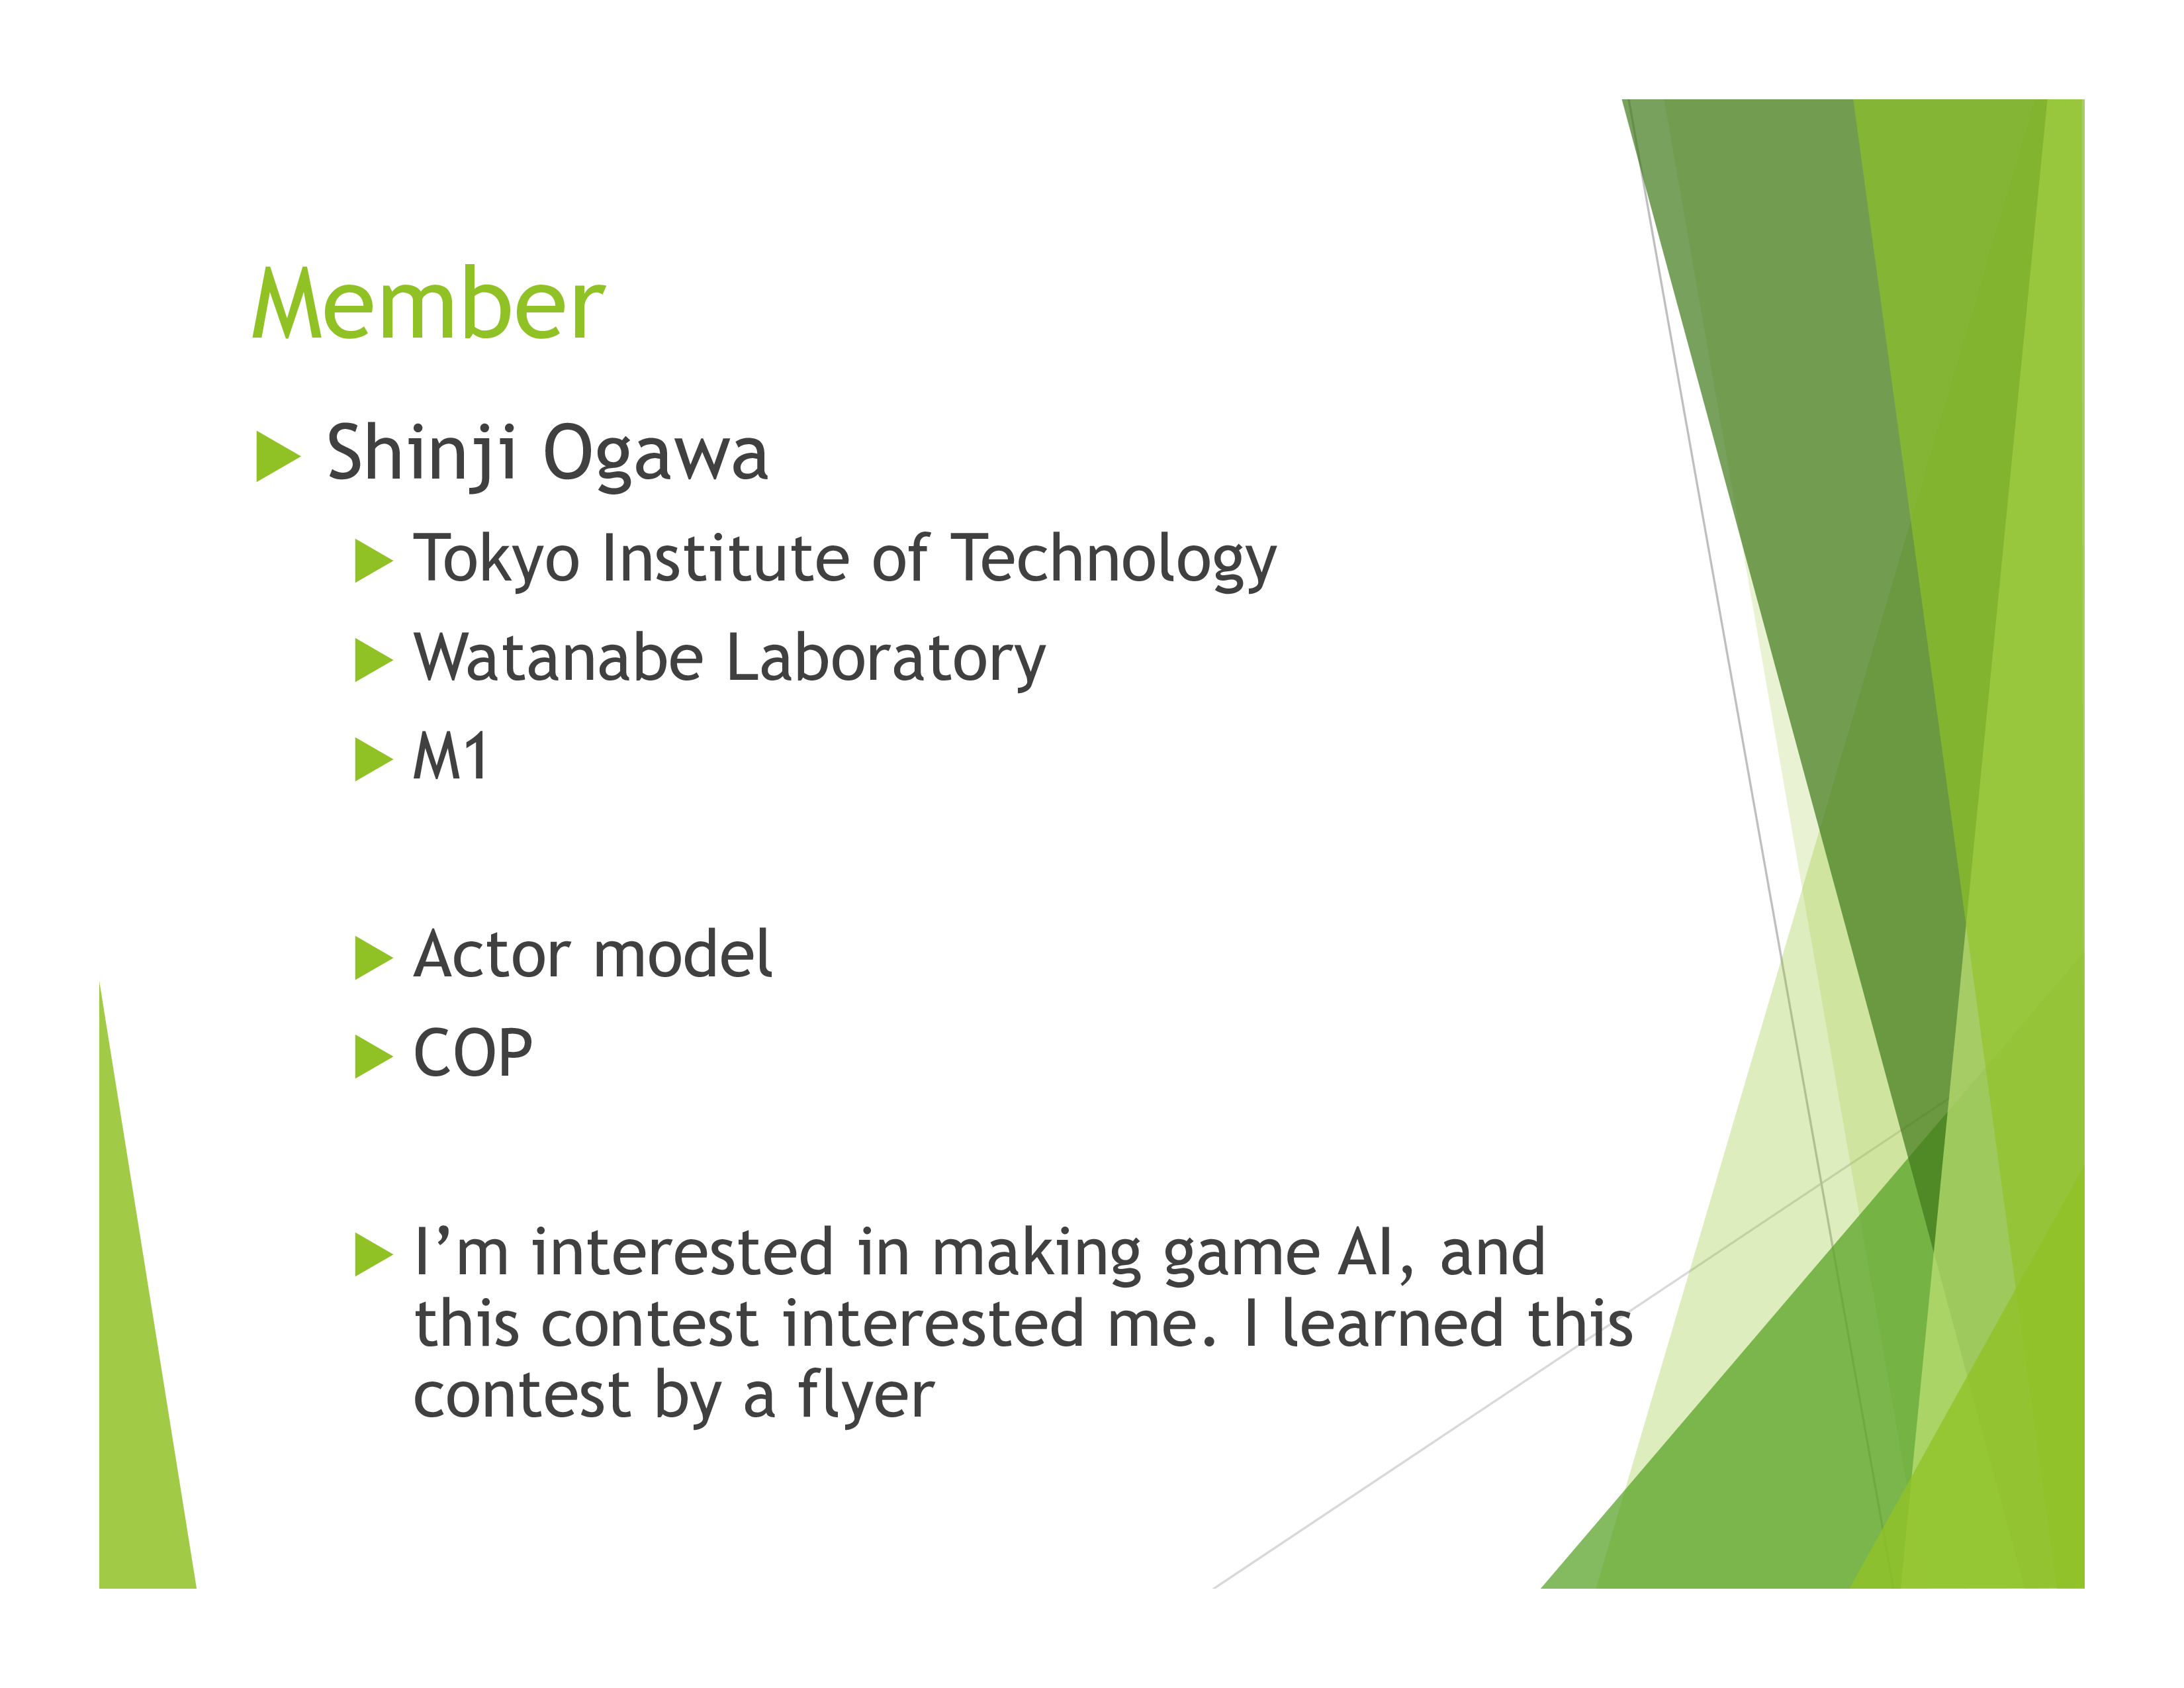 Member
Shinji Ogawa
Tokyo Institute of Technology
Watanabe Laboratory
M1
Actor model
COP
I’m interested in making game AI, and
this contest interested me. I learned this
contest by a flyer